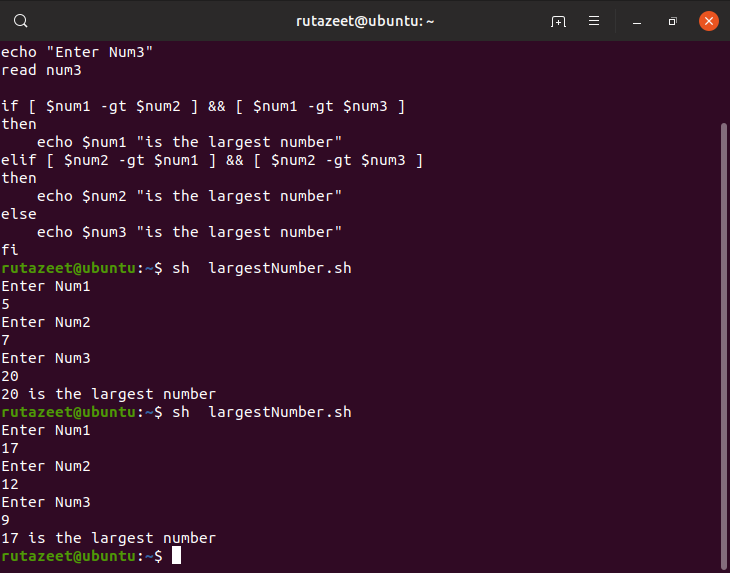 rutazeet@ubuntu: ~
echo "Enter Num3"
read num3

if [ $num1 -gt $num2 ] && [ $num1 -gt $num3 ]
then
    echo $num1 "is the largest number"
elif [ $num2 -gt $num1 ] && [ $num2 -gt $num3 ]
then
    echo $num2 "is the largest number"
else
    echo $num3 "is the largest number"
fi
rutazeet@ubuntu:~$ sh  largestNumber.sh
Enter Num1
5
Enter Num2
7
Enter Num3
20
20 is the largest number
rutazeet@ubuntu:~$ sh  largestNumber.sh
Enter Num1
17
Enter Num2
12
Enter Num3
9
17 is the largest number
rutazeet@ubuntu:~$